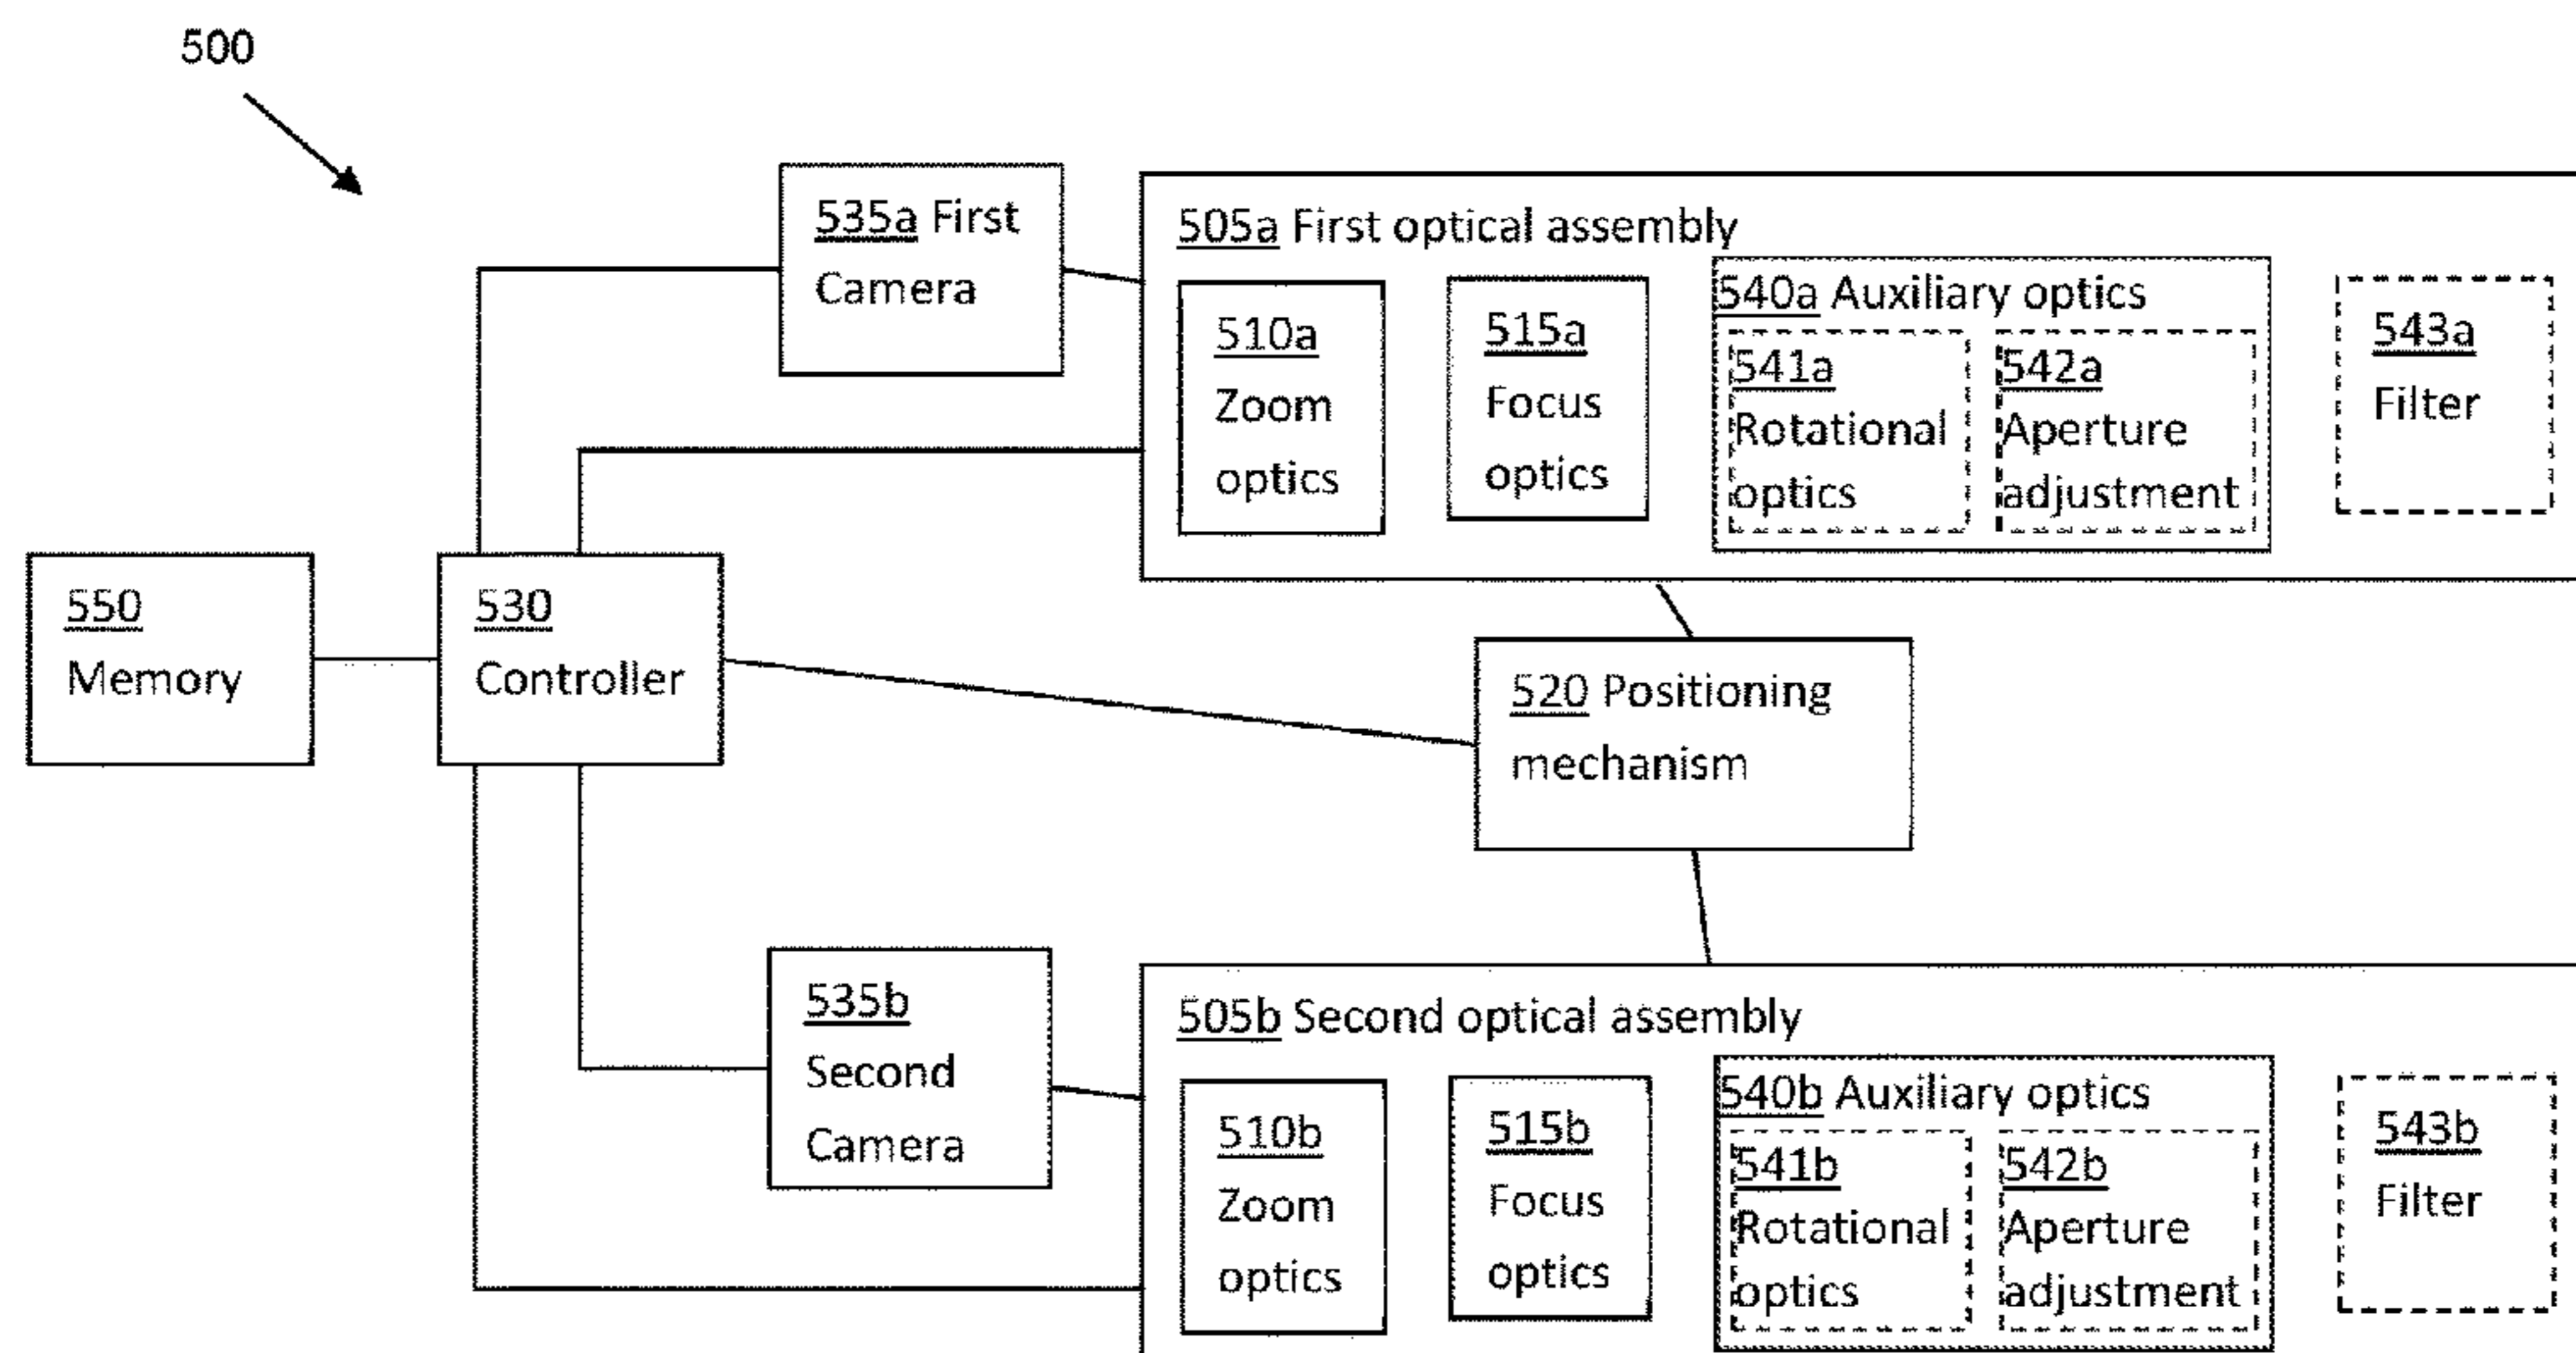 500
535a First
Camera
505a First optical assembly
510a
Zoom
optics
515a
Focus
optics
540a Auxiliary optics
541a
Rotational
optics
542a
Aperture
adjustment
543a
Filter
550
Memory
530
Controller
520 Positioning
mechanism
535b
Second
Camera
505b Second optical assembly
510b
Zoom
optics
515b
Focus
optics
540b Auxiliary optics
541b
Rotational
optics
542b
Aperture
adjustment
543b
Filter